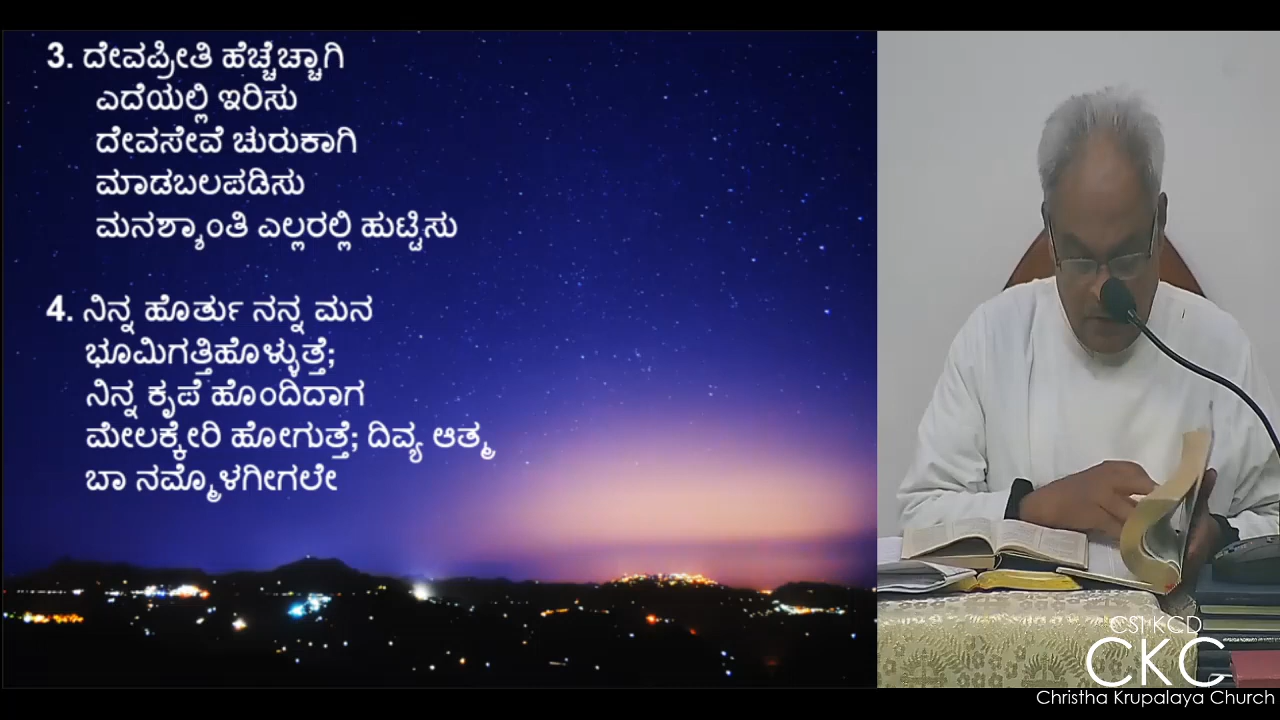 3. ದೇವಪ್ರೀತಿ ಹೆಚ್ಚೆಚ್ಚಾಗಿ
ಎದೆಯಲ್ಲಿ ಇರಿಸು
ದೇವಸೇವೆ ಚುರುಕಾಗಿ
ಮಾಡಬಲಪಡಿಸು
ಮನಶ್ಶಾಂತಿ ಎಲ್ಲರಲ್ಲಿ ಹುಟ್ಟಿಸು
4. ನಿನ್ನ ಹೊರ್ತು ನನ್ನ ಮನ
ಭೂಮಿಗತ್ತಿಹೊಳ್ಳುತ್ತೆ;
ನಿನ್ನ ಕೃಪೆ ಹೊಂದಿದಾಗ
ಮೇಲಕ್ಕೇರಿ ಹೋಗುತ್ತೆ; ದಿವ್ಯ ಆತ್ಮ
ಬಾ ನಮ್ಮೊಳಗೀಗಲೇ
CSI KCD
CKC
Christha Krupalaya Church